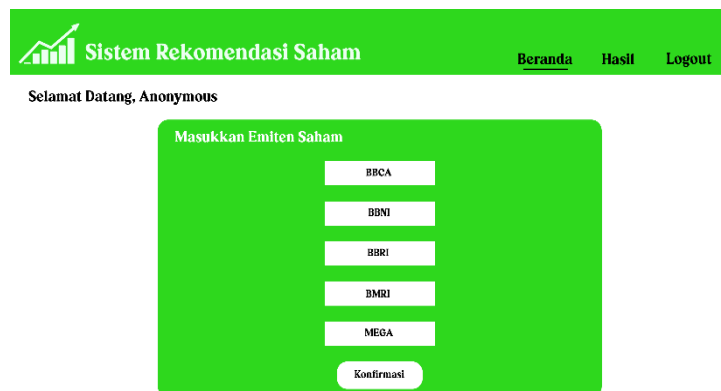 Sistem Rekomendasi Saham
Beranda Hasil Logout
Selamat Datang, Anonymous
Masukkan Emiten Saham
BBCA
BBNI
BBRI
BMRI
MEGA
Konfirmasi